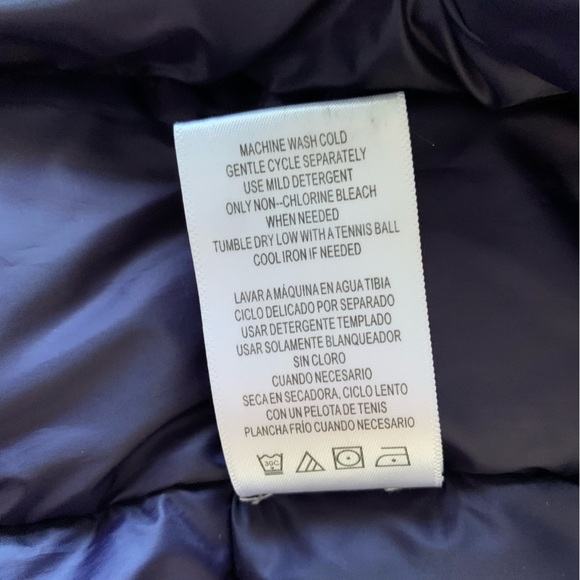 MACHINE WASH COLD
GENTLE CYCLE SEPARATELY
USE MILD DETERGENT
ONLY NON--CHLORINE BLEACH
WHEN NEEDED
TUMBLE DRY LOW WITH A TENNIS BALL
COOL IRON IF NEEDED
LAVAR A MÁQUINA EN AGUA TIBIA
CICLO DELICADO POR SEPARADO
USAR DETERGENTE TEMPLADO
USAR SOLAMENTE BLANQUEADOR
SIN CLORO
CUANDO NECESARIO
SECA EN SECADORA, CICLO LENTO
CON UN PELOTA DE TENIS
PLANCHA FRÍO CUANDO NECESARIO
30C